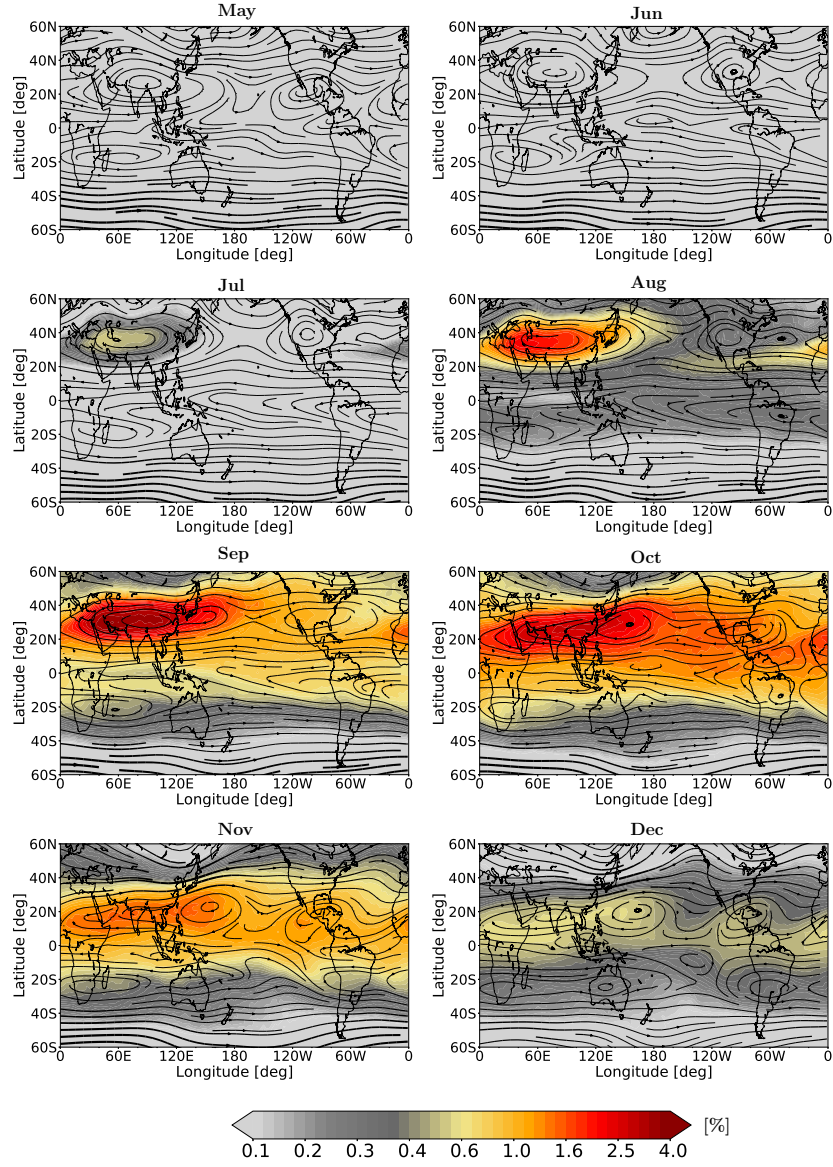 May Jun
60N 60N
40N 40N
20N 20N
0 0
20S 20S
40S 40S
60S 60S
Latitude [deg] Latitude [deg]
0 60E 120E 180 120W 60W 0 0 60E 120E 180 120W 60W 0
Longitude [deg] Longitude [deg]
Jul Aug
60N 60N
40N 40N
20N 20N
0 0
20S 20S
40S 40S
60S 60S
Latitude [deg] Latitude [deg]
0 60E 120E 180 120W 60W 0 0 60E 120E 180 120W 60W 0
Longitude [deg] Longitude [deg]
Sep Oct
60N 60N
40N 40N
20N 20N
0 0
20S 20S
40S 40S
60S 60S
Latitude [deg] Latitude [deg]
0 60E 120E 180 120W 60W 0 0 60E 120E 180 120W 60W 0
Longitude [deg] Longitude [deg]
Nov Dec
60N 60N
40N 40N
20N 20N
0 0
20S 20S
40S 40S
60S 60S
Latitude [deg] Latitude [deg]
0 60E 120E 180 120W 60W 0 0 60E 120E 180 120W 60W 0
Longitude [deg] Longitude [deg]
[%]
0.1 0.2 0.3 0.4 0.6 1.0 1.6 2.5 4.0